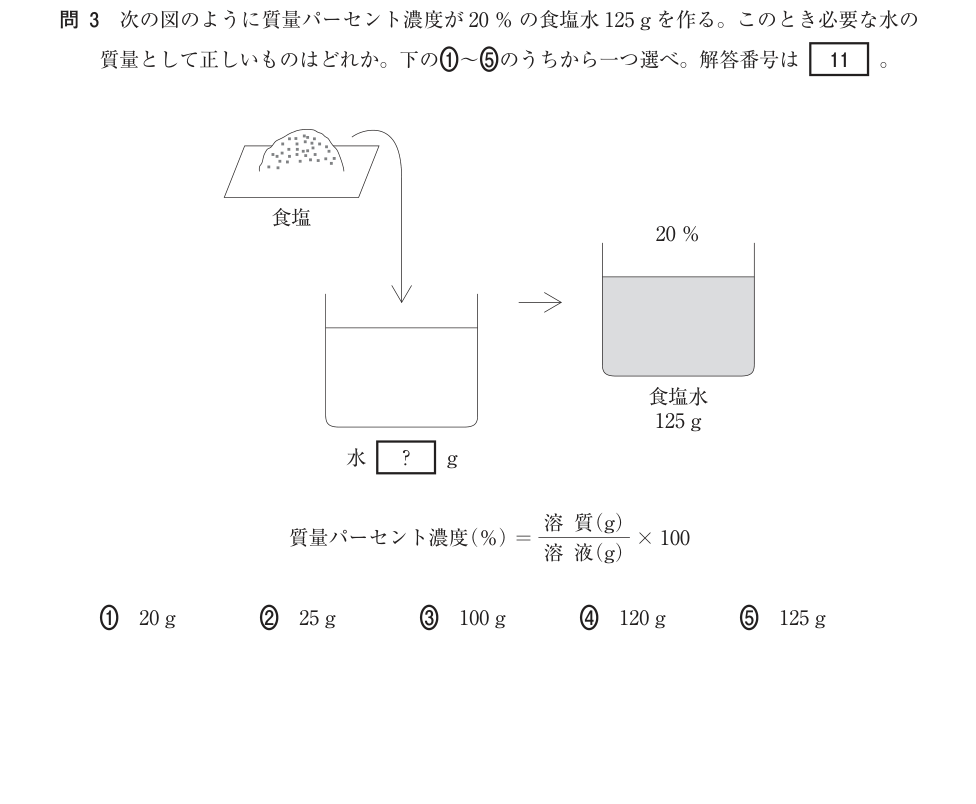 問 3 次の図のように質量パーセント濃度が 20 % の食塩水 125 g を作る。このとき必要な水の
質量として正しいものはどれか。下の①～⑤のうちから一つ選べ。解答番号は 11 。
食塩
20 %
食塩水
125 g
水 ? g
質量パーセント濃度(%) = 溶 質(g) / 溶 液(g) × 100
① 20 g ② 25 g ③ 100 g ④ 120 g ⑤ 125 g